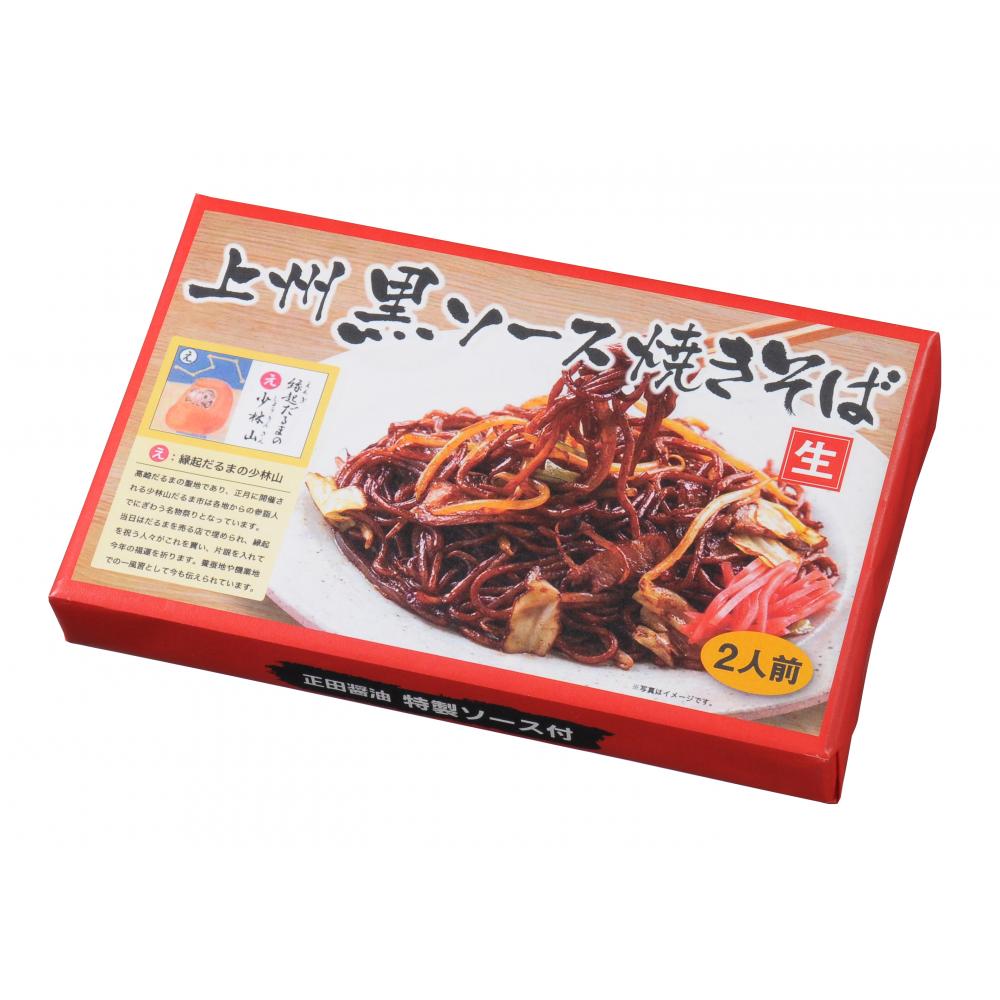 上州 黒ソース焼きそば
え
え
縁起だるまの
少林山
え：縁起だるまの少林山
高崎だるまの聖地であり、正月に開催さ
れる少林山だるま市は各地からの参詣人
でにぎわう名物祭りとなっています。
当日はだるまを売る店で埋められ、縁起
を祝う人々がこれを買い、片眼を入れて
今年の福運を祈ります。養蚕地や機業地
での一風習として今も伝えられています。
生
2人前
※写真はイメージです。
正田醤油 特製ソース付